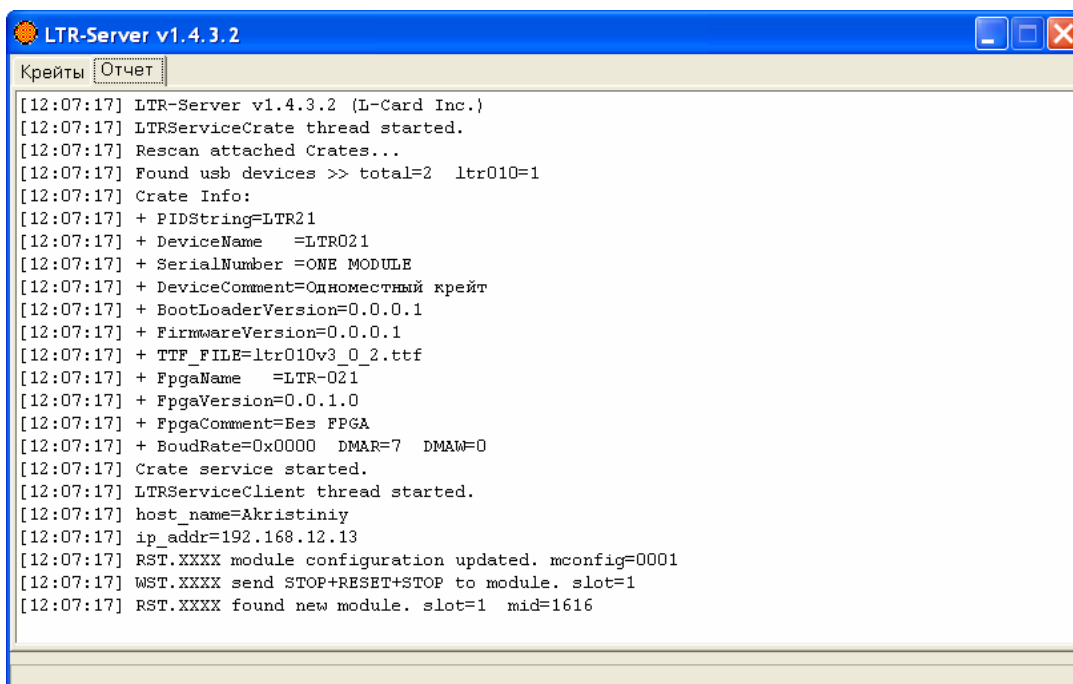 LTR-Server v1.4.3.2
Крейты Отчет
[12:07:17] LTR-Server v1.4.3.2 (L-Card Inc.)
[12:07:17] LTRServiceCrate thread started.
[12:07:17] Rescan attached Crates...
[12:07:17] Found usb devices >> total=2 ltr010=1
[12:07:17] Crate Info:
[12:07:17] + PIDString=LTR21
[12:07:17] + DeviceName =LTR021
[12:07:17] + SerialNumber =ONE MODULE
[12:07:17] + DeviceComment=Одноместный крейт
[12:07:17] + BootLoaderVersion=0.0.0.1
[12:07:17] + FirmwareVersion=0.0.0.1
[12:07:17] + TTF_FILE=ltr010v3_0_2.ttf
[12:07:17] + FpgaName =LTR-021
[12:07:17] + FpgaVersion=0.0.1.0
[12:07:17] + FpgaComment=Без FPGA
[12:07:17] + BoudRate=0x0000 DMAR=7 DMAW=0
[12:07:17] Crate service started.
[12:07:17] LTRServiceClient thread started.
[12:07:17] host_name=Akristiniy
[12:07:17] ip_addr=192.168.12.13
[12:07:17] RST.XXXX module configuration updated. mconfig=0001
[12:07:17] WST.XXXX send STOP+RESET+STOP to module. slot=1
[12:07:17] RST.XXXX found new module. slot=1 mid=1616